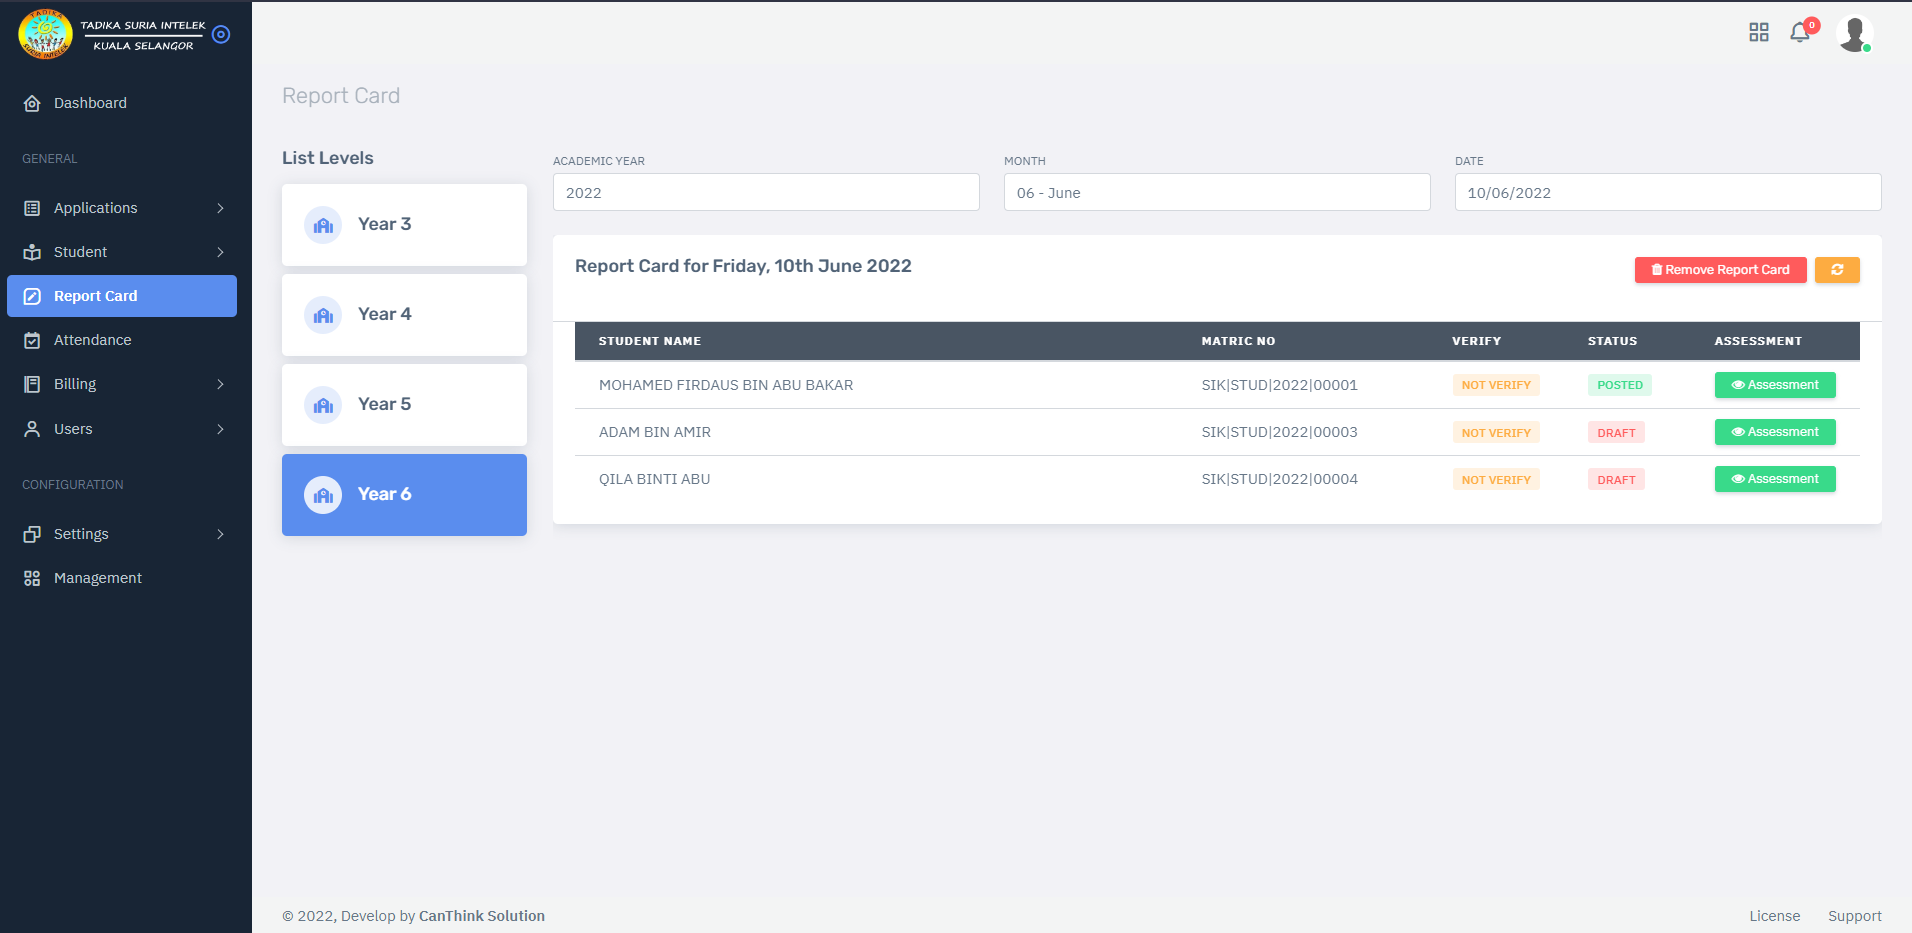 TADIKA
SURIA INTELEK
TADIKA SURIA INTELEK
KUALA SELANGOR
0
Dashboard
GENERAL
Applications
Student
Report Card
Attendance
Billing
Users
CONFIGURATION
Settings
Management
Report Card
List Levels
Year 3
Year 4
Year 5
Year 6
ACADEMIC YEAR
2022
MONTH
06 - June
DATE
10/06/2022
Report Card for Friday, 10th June 2022
Remove Report Card
STUDENT NAME MATRIC NO VERIFY STATUS ASSESSMENT
MOHAMED FIRDAUS BIN ABU BAKAR SIK|STUD|2022|00001 NOT VERIFY POSTED Assessment
ADAM BIN AMIR SIK|STUD|2022|00003 NOT VERIFY DRAFT Assessment
QILA BINTI ABU SIK|STUD|2022|00004 NOT VERIFY DRAFT Assessment
© 2022, Develop by CanThink Solution
License Support